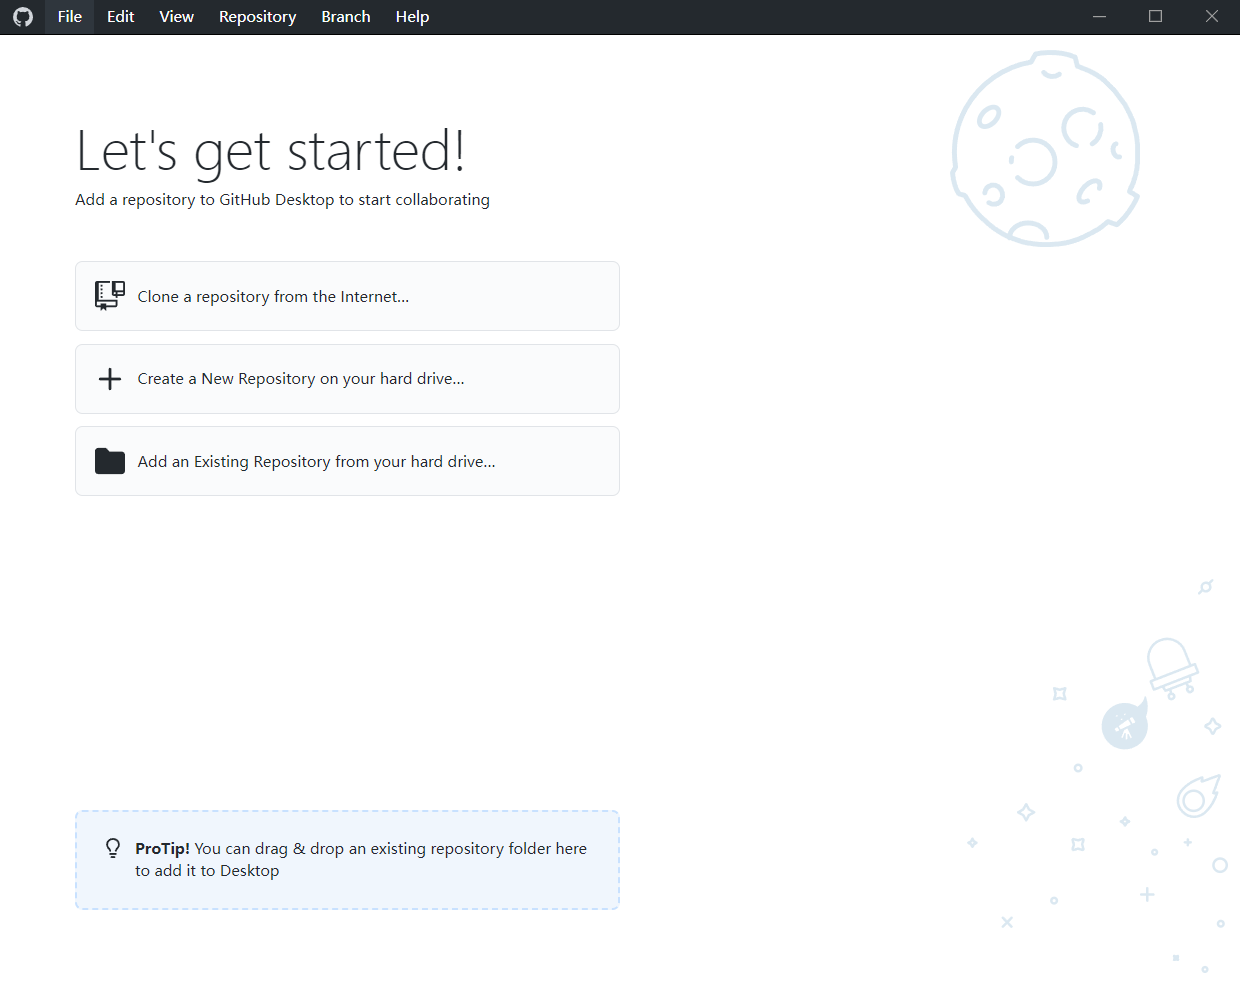 File Edit View Repository Branch Help
Let's get started!
Add a repository to GitHub Desktop to start collaborating
Clone a repository from the Internet...
Create a New Repository on your hard drive...
Add an Existing Repository from your hard drive...
ProTip! You can drag & drop an existing repository folder here
to add it to Desktop